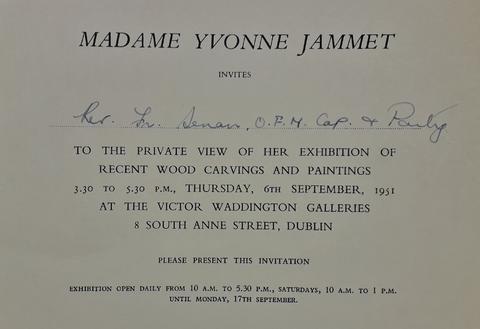 MADAME YVONNE JAMMET
INVITES
Rev. Fr. Senan, O.F.M. Cap. & Party
TO THE PRIVATE VIEW OF HER EXHIBITION OF
RECENT WOOD CARVINGS AND PAINTINGS
3.30 TO 5.30 P.M., THURSDAY, 6TH SEPTEMBER, 1951
AT THE VICTOR WADDINGTON GALLERIES
8 SOUTH ANNE STREET, DUBLIN
PLEASE PRESENT THIS INVITATION
EXHIBITION OPEN DAILY FROM 10 A.M. TO 5.30 P.M., SATURDAYS, 10 A.M. TO 1 P.M.
UNTIL MONDAY, 17TH SEPTEMBER.